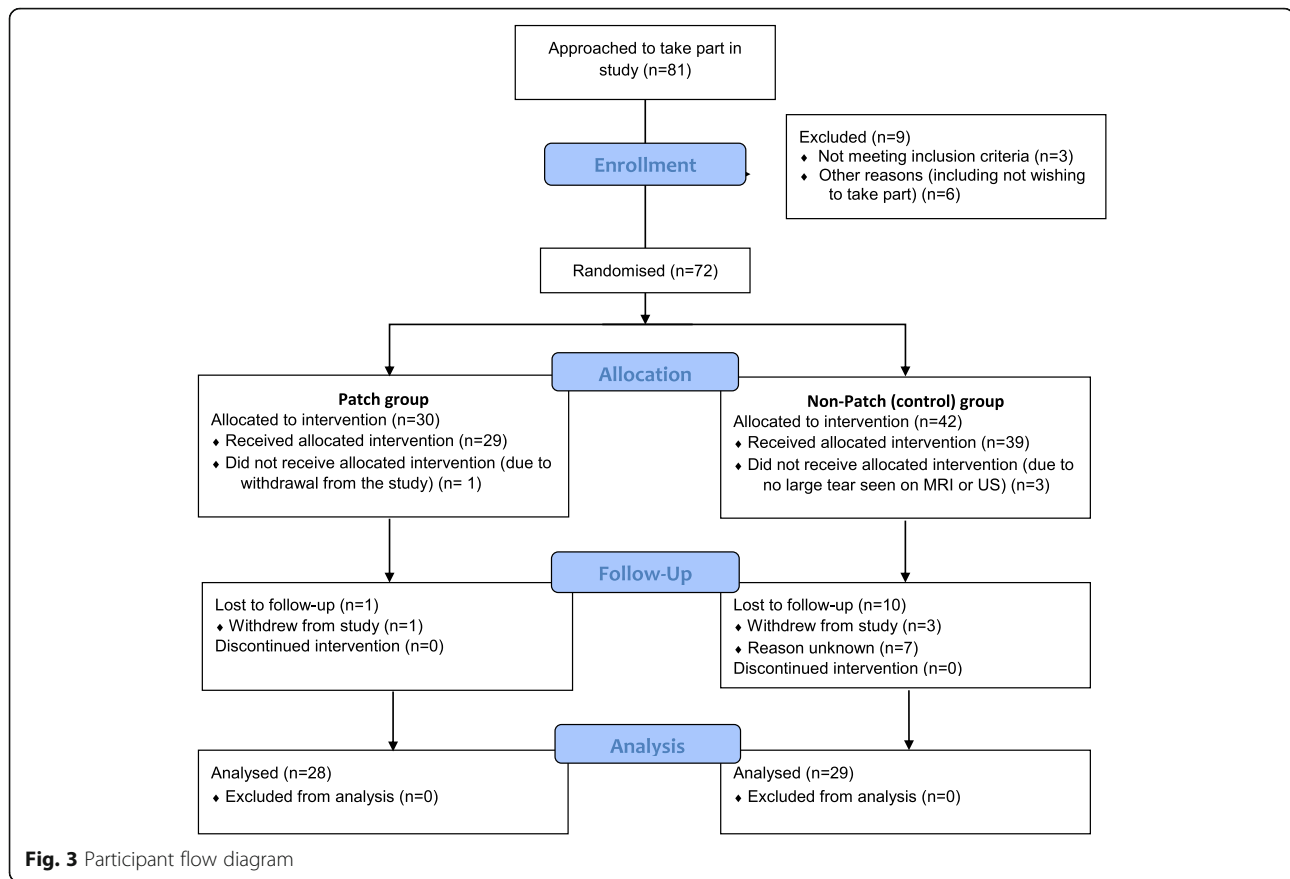 Approached to take part in
study (n=81)
Enrollment
Excluded (n=9)
♦ Not meeting inclusion criteria (n=3)
♦ Other reasons (including not wishing
to take part) (n=6)
Randomised (n=72)
Allocation
Patch group
Allocated to intervention (n=30)
♦ Received allocated intervention (n=29)
♦ Did not receive allocated intervention (due to
withdrawal from the study) (n= 1)
Non-Patch (control) group
Allocated to intervention (n=42)
♦ Received allocated intervention (n=39)
♦ Did not receive allocated intervention (due to
no large tear seen on MRI or US) (n=3)
Follow-Up
Lost to follow-up (n=1)
♦ Withdrew from study (n=1)
Discontinued intervention (n=0)
Lost to follow-up (n=10)
♦ Withdrew from study (n=3)
♦ Reason unknown (n=7)
Discontinued intervention (n=0)
Analysis
Analysed (n=28)
♦ Excluded from analysis (n=0)
Analysed (n=29)
♦ Excluded from analysis (n=0)
Fig. 3 Participant flow diagram